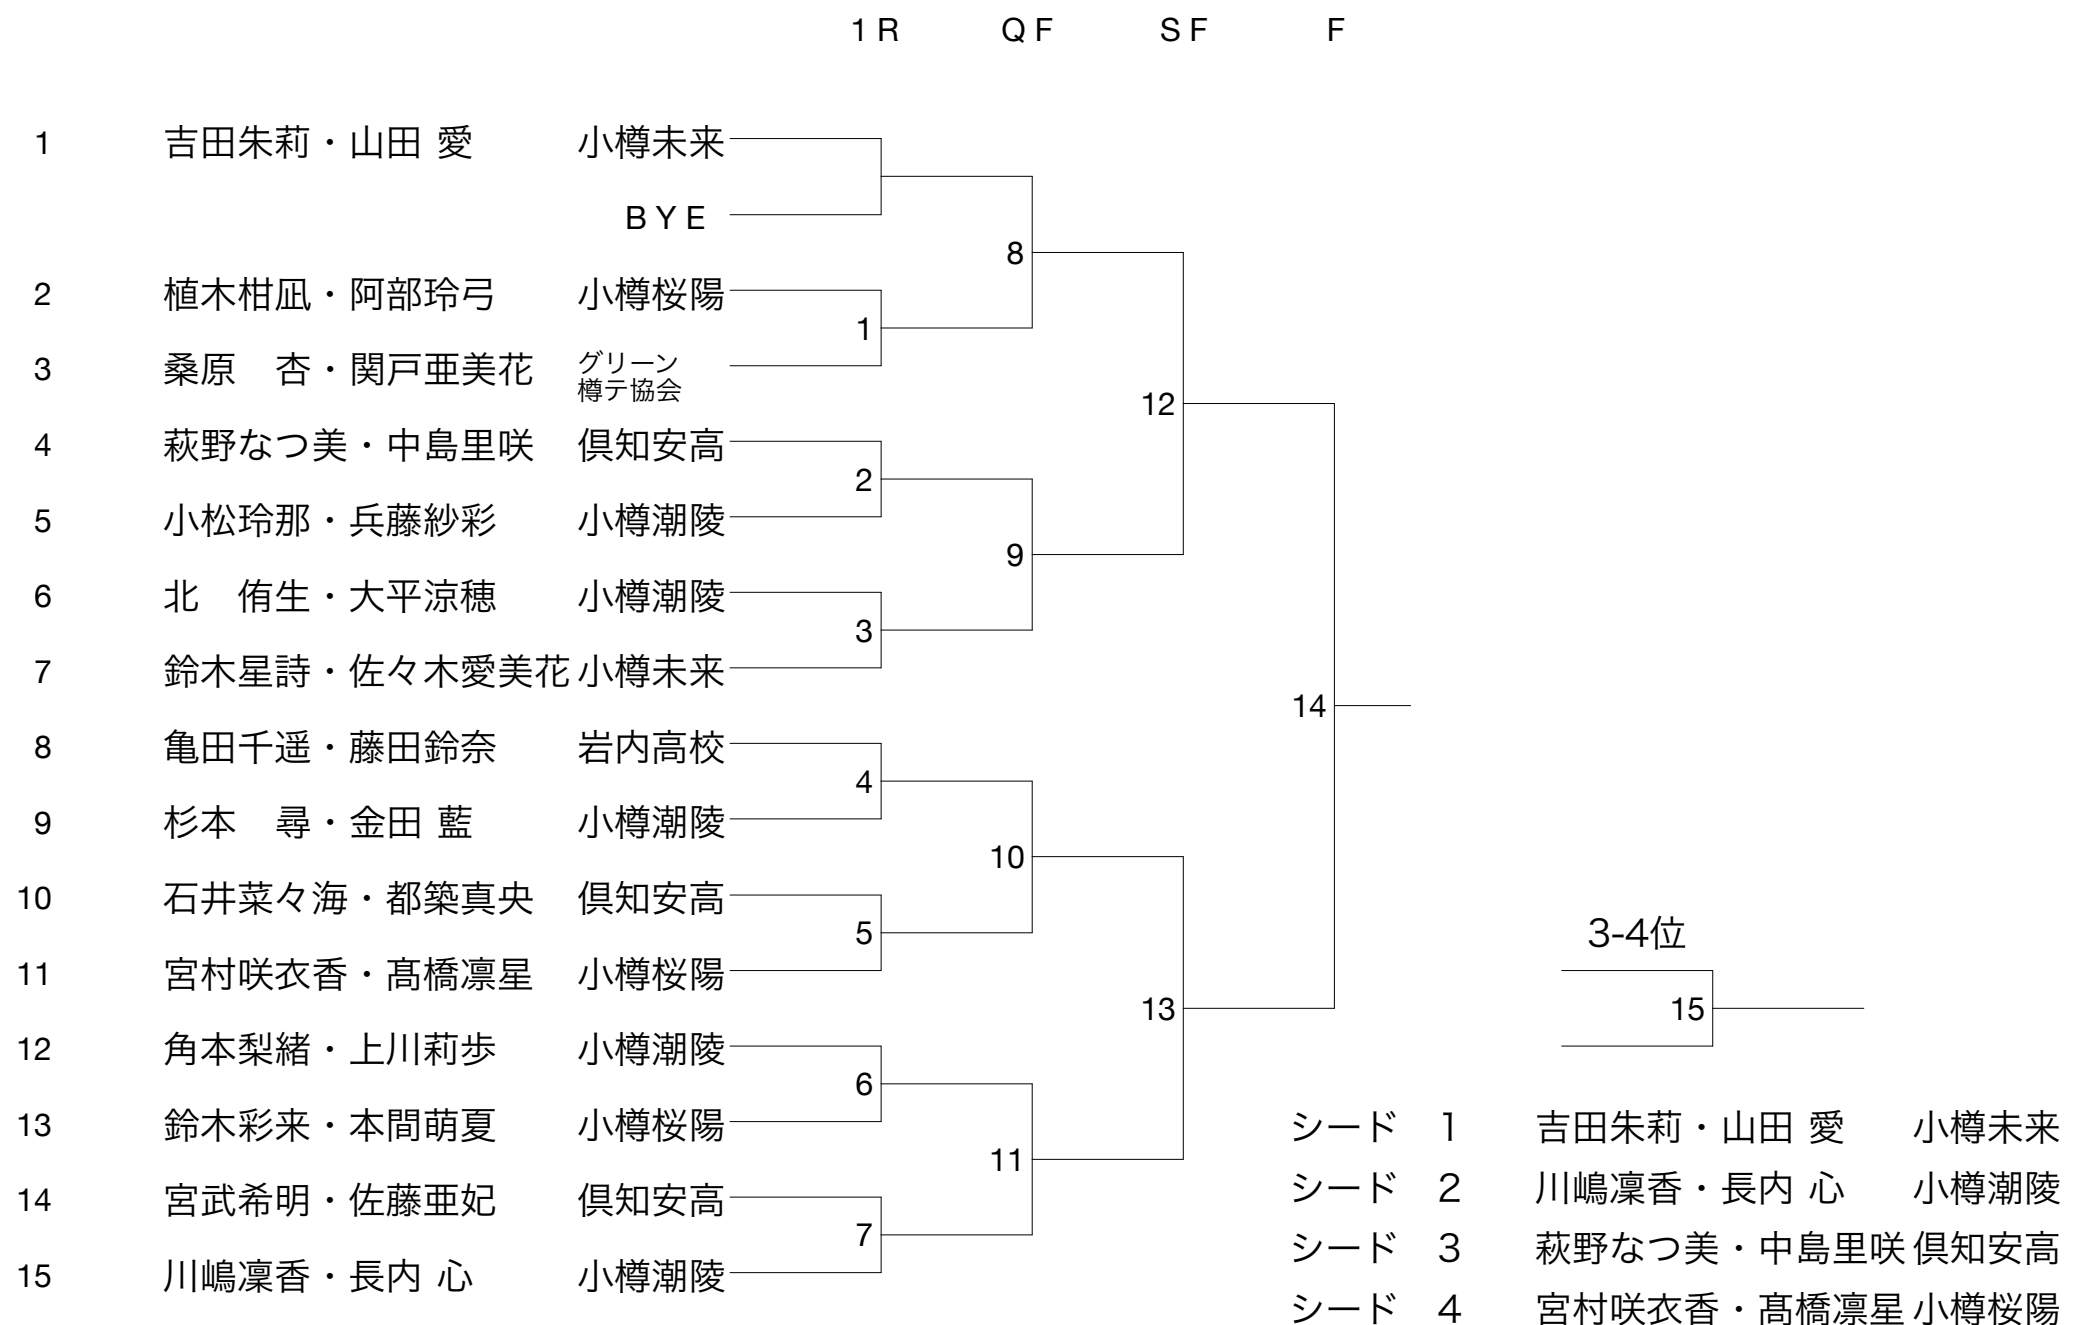 1R QF SF F
1 吉田朱莉・山田 愛 小樽未来
BYE
8
2 植木柑凪・阿部玲弓 小樽桜陽
1
3 桑原　杏・関戸亜美花 グリーン
樽テ協会
12
4 萩野なつ美・中島里咲 倶知安高
2
5 小松玲那・兵藤紗彩 小樽潮陵
9
6 北　侑生・大平涼穂 小樽潮陵
3
7 鈴木星詩・佐々木愛美花 小樽未来
14
8 亀田千遥・藤田鈴奈 岩内高校
4
9 杉本　尋・金田 藍 小樽潮陵
10
10 石井菜々海・都築真央 倶知安高
5
3-4位
11 宮村咲衣香・髙橋凛星 小樽桜陽
13
15
12 角本梨緒・上川莉歩 小樽潮陵
6
13 鈴木彩来・本間萌夏 小樽桜陽
11
14 宮武希明・佐藤亜妃 倶知安高
7
15 川嶋凜香・長内 心 小樽潮陵
シード 1 吉田朱莉・山田 愛 小樽未来
シード 2 川嶋凜香・長内 心 小樽潮陵
シード 3 萩野なつ美・中島里咲 倶知安高
シード 4 宮村咲衣香・髙橋凛星 小樽桜陽